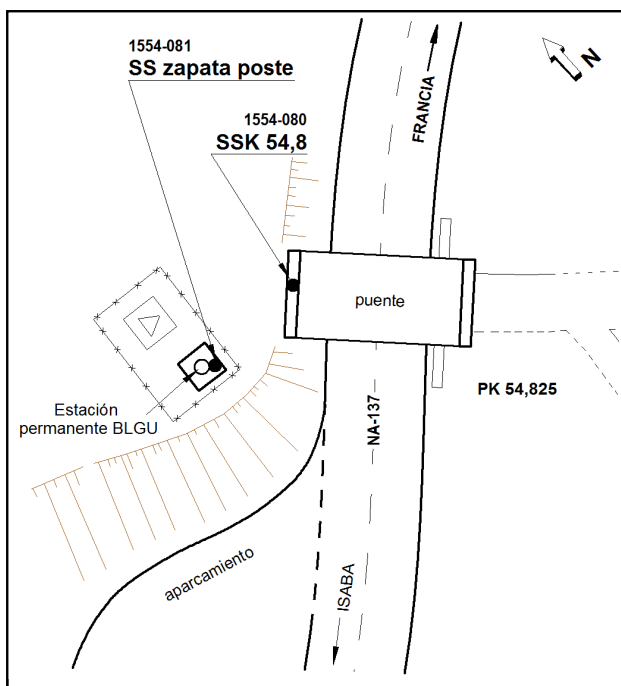 1554-081
SS zapata poste
1554-080
SSK 54,8
FRANCIA
N
puente
Estación
permanente BLGU
PK 54,825
NA-137
aparcamiento
ISABA